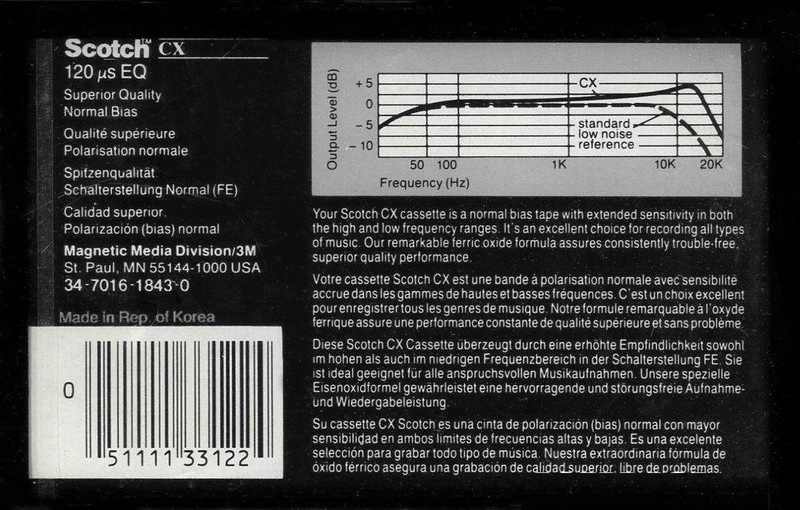 Scotch™ CX
120 µs EQ
Superior Quality
Normal Bias
Qualité supérieure
Polarisation normale
Spitzenqualität
Schalterstellung Normal (FE)
Calidad superior.
Polarización (bias) normal
Magnetic Media Division/3M
St. Paul, MN 55144-1000 USA
34-7016-1843-0
Made in Rep. of Korea
0
51111 33122
Output Level (dB)
+ 5
0
– 5
– 10
CX
standard
low noise
reference
50 100 1K 10K 20K
Frequency (Hz)
Your Scotch CX cassette is a normal bias tape with extended sensitivity in both
the high and low frequency ranges. It's an excellent choice for recording all types
of music. Our remarkable ferric oxide formula assures consistently trouble-free,
superior quality performance.
Votre cassette Scotch CX est une bande à polarisation normale avec sensibilité
accrue dans les gammes de hautes et basses fréquences. C'est un choix excellent
pour enregistrer tous les genres de musique. Notre formule remarquable à l'oxyde
ferrique assure une performance constante de qualité supérieure et sans problème.
Diese Scotch CX Cassette überzeugt durch eine erhöhte Empfindlichkeit sowohl
im hohen als auch im niedrigen Frequenzbereich in der Schalterstellung FE. Sie
ist ideal geeignet für alle anspruchsvollen Musikaufnahmen. Unsere spezielle
Eisenoxidformel gewährleistet eine hervorragende und störungsfreie Aufnahme-
und Wiedergabeleistung.
Su cassette CX Scotch es una cinta de polarización (bias) normal con mayor
sensibilidad en ambos límites de frecuencias altas y bajas. Es una excelente
selección para grabar todo tipo de música. Nuestra extraordinaria fórmula de
óxido férrico asegura una grabación de calidad superior, libre de problemas.